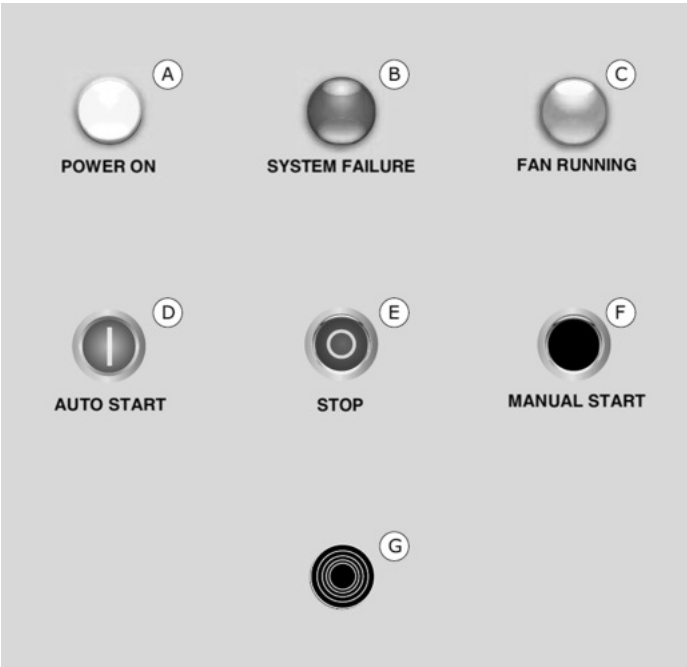 A
B
C
POWER ON
SYSTEM FAILURE
FAN RUNNING
D
E
F
AUTO START
STOP
MANUAL START
G